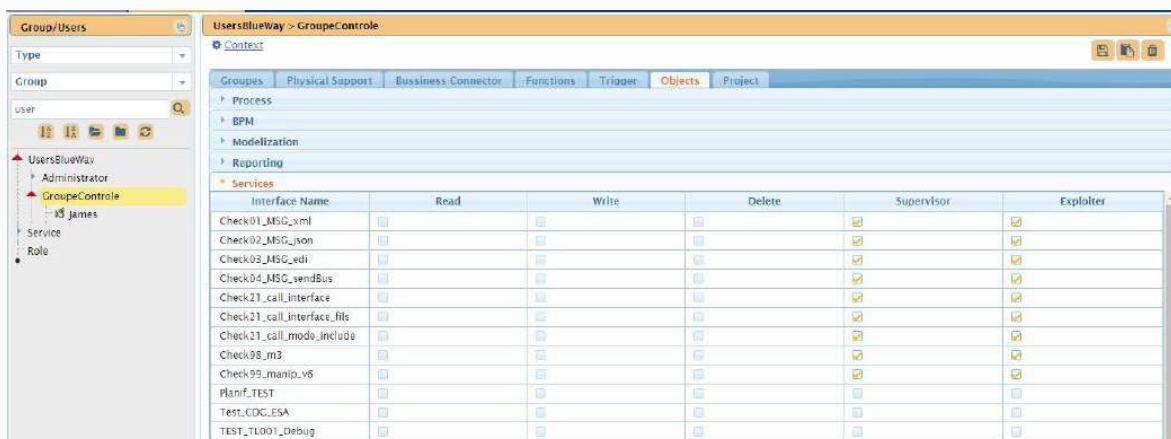 Group/Users
Type
Group
user
UsersBlueWay
Administrator
GroupeControle
James
Service
Role
UsersBlueWay > GroupeControle
Context
Groupes Physical Support Bussiness Connector Functions Trigger Objects Project
Process
BPM
Modelization
Reporting
Services
Interface Name Read Write Delete Supervisor Exploiter
Check01_MSG_xml
Check02_MSG_json
Check03_MSG_edi
Check04_MSG_sendBus
Check21_call_interface
Check21_call_interface_fils
Check21_call_mode_include
Check98_m3
Check99_manip_v6
Planif_TEST
Test_CDC_ESA
TEST_TL001_Debug